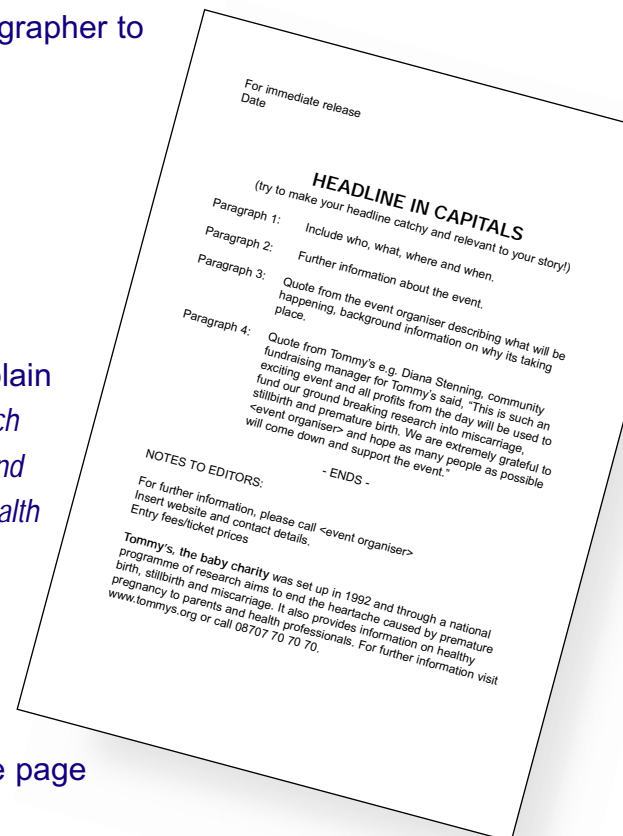 grapher to
lain
ch
nd
alth
e page
For immediate release
Date
HEADLINE IN CAPITALS
(try to make your headline catchy and relevant to your story!)
Paragraph 1: Include who, what, where and when.
Paragraph 2: Further information about the event.
Paragraph 3: Quote from the event organiser describing what will be
happening, background information on why its taking
place.
Paragraph 4: Quote from Tommy's e.g. Diana Stenning, community
fundraising manager for Tommy's said, "This is such an
exciting event and all profits from the day will be used to
fund our ground breaking research into miscarriage,
stillbirth and premature birth. We are extremely grateful to
<event organiser> and hope as many people as possible
will come down and support the event."
- ENDS -
NOTES TO EDITORS:
For further information, please call <event organiser>
Insert website and contact details.
Entry fees/ticket prices
Tommy's, the baby charity was set up in 1992 and through a national
programme of research aims to end the heartache caused by premature
birth, stillbirth and miscarriage. It also provides information on healthy
pregnancy to parents and health professionals. For further information visit
www.tommys.org or call 08707 70 70 70.